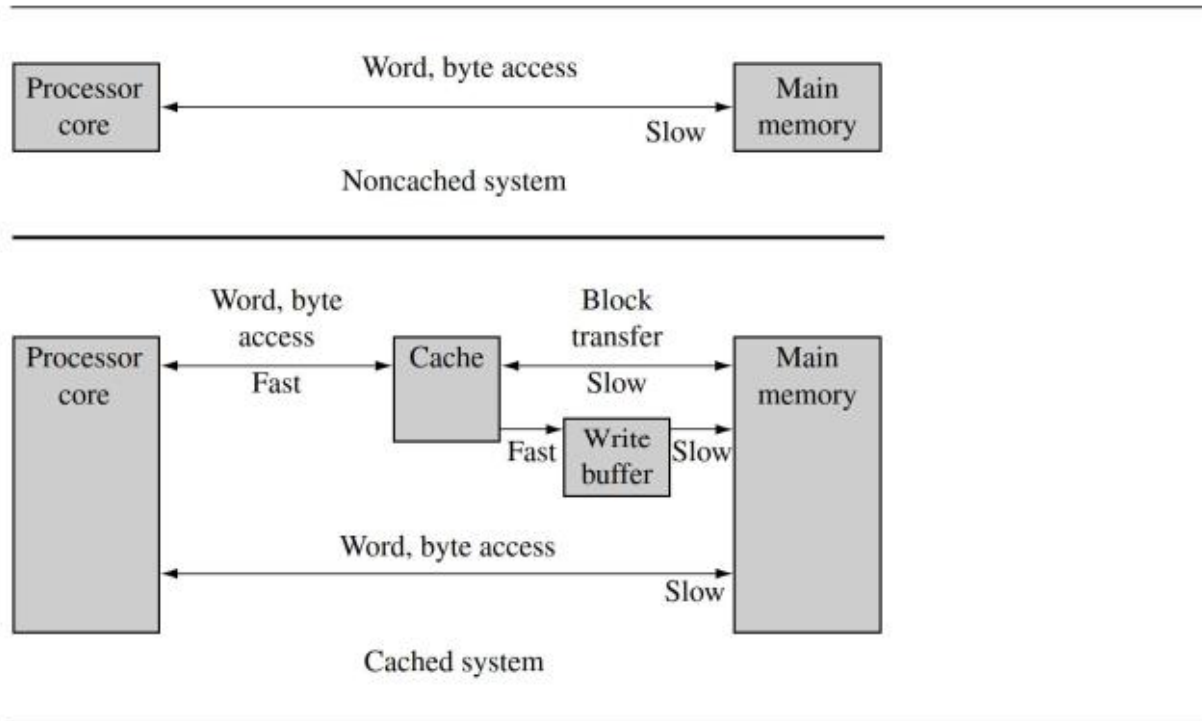 Word, byte access
Processor
core
Main
memory
Slow
Noncached system
Word, byte
access
Block
transfer
Processor
core
Cache
Main
memory
Fast
Slow
Fast
Write
buffer
Slow
Word, byte access
Slow
Cached system